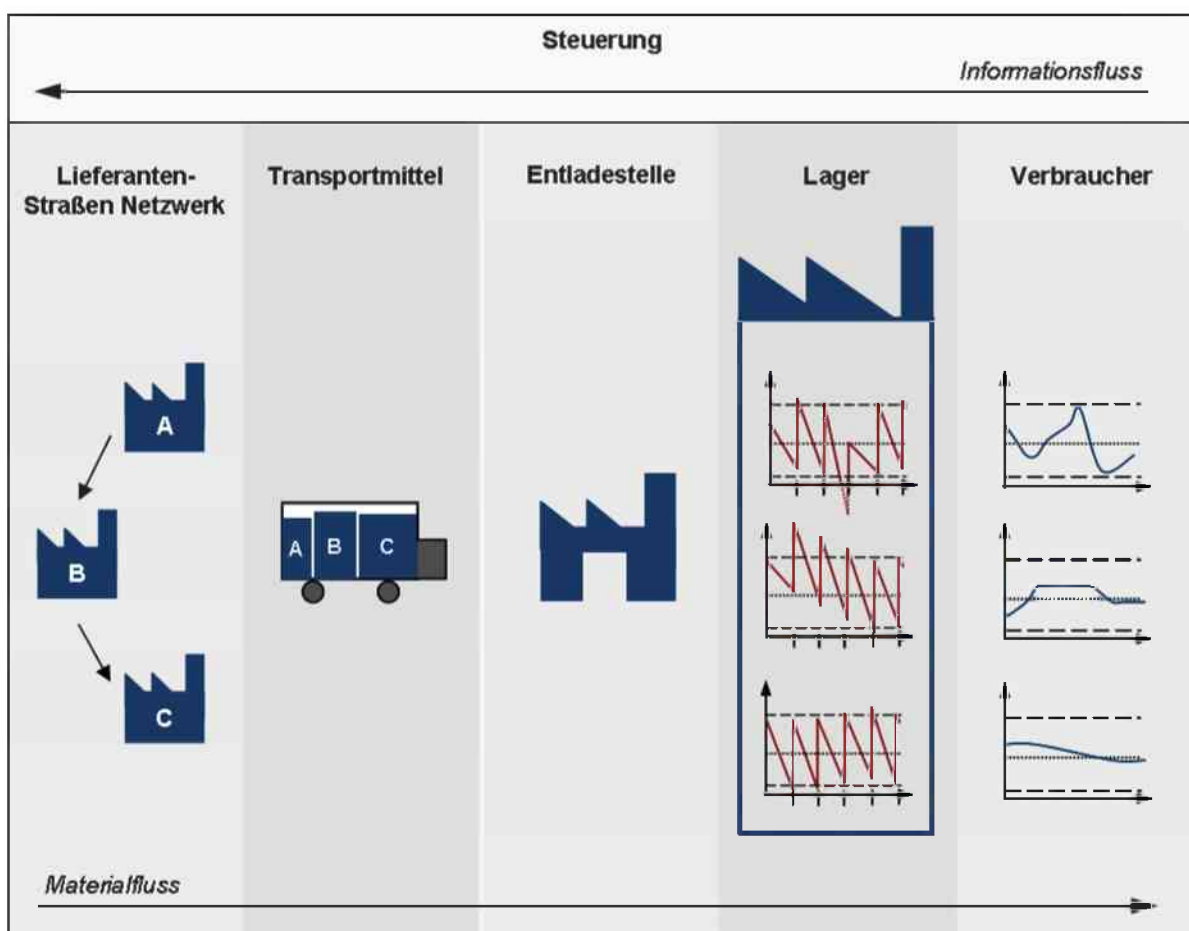 Steuerung
Informationsfluss
Lieferanten-
Straßen Netzwerk
Transportmittel
Entladestelle
Lager
Verbraucher
A
B
C
A B C
Materialfluss